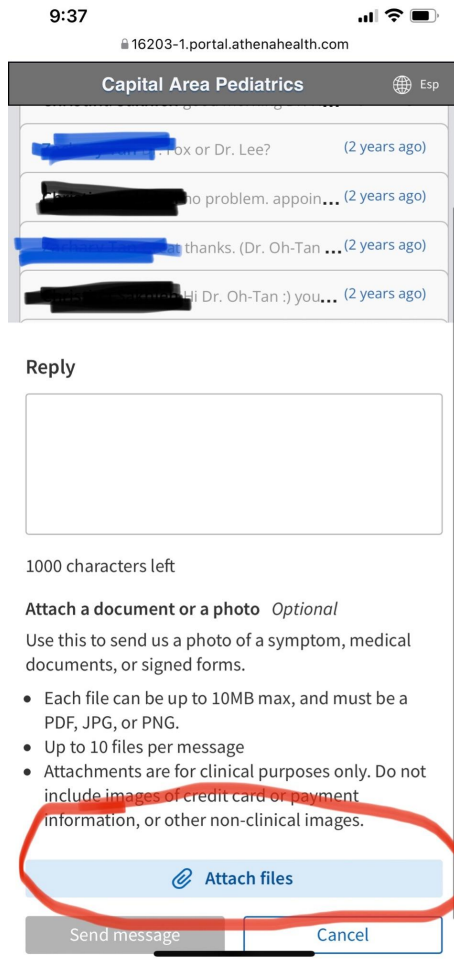 9:37
16203-1.portal.athenahealth.com
Capital Area Pediatrics
Esp
ox or Dr. Lee? (2 years ago)
no problem. appoin... (2 years ago)
thanks. (Dr. Oh-Tan ... (2 years ago)
Hi Dr. Oh-Tan :) you... (2 years ago)
Reply
1000 characters left
Attach a document or a photo Optional
Use this to send us a photo of a symptom, medical
documents, or signed forms.
• Each file can be up to 10MB max, and must be a
PDF, JPG, or PNG.
• Up to 10 files per message
• Attachments are for clinical purposes only. Do not
include images of credit card or payment
information, or other non-clinical images.
Attach files
Send message Cancel